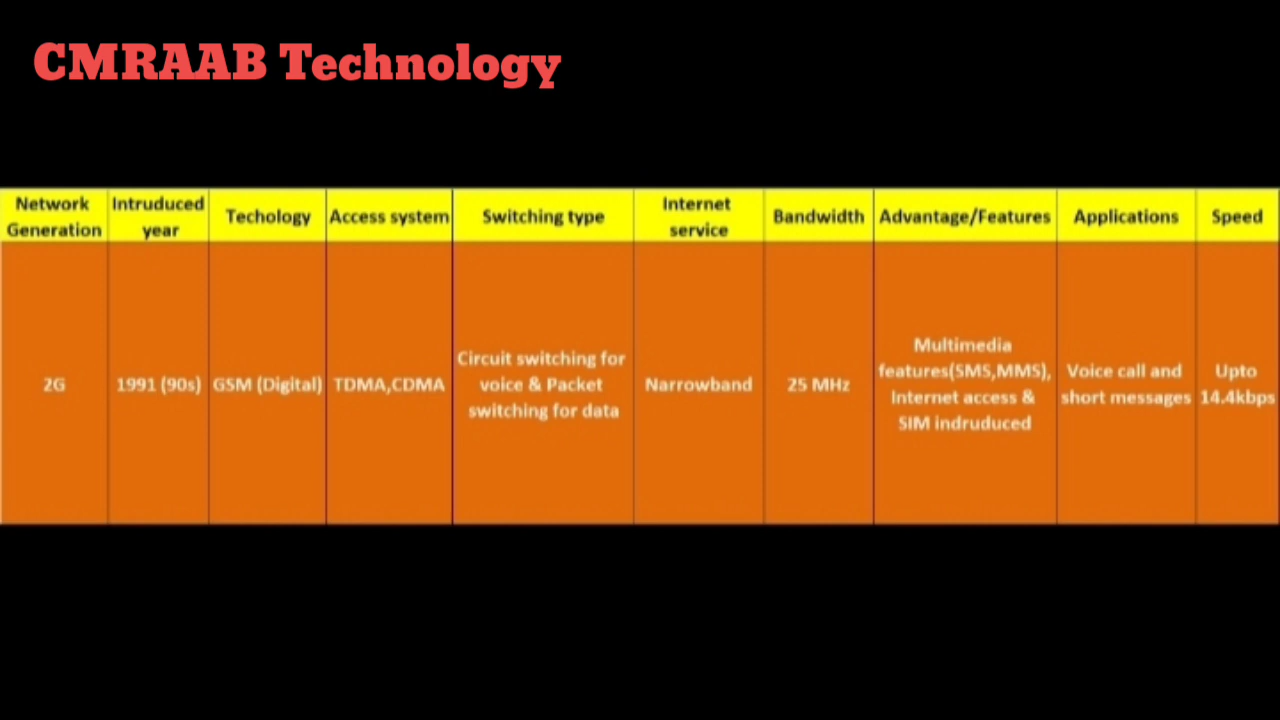 CMRAAB Technology
Network
Generation
Intruduced
year
Techology
Access system
Switching type
Internet
service
Bandwidth
Advantage/Features
Applications
Speed
2G
1991 (90s)
GSM (Digital)
TDMA,CDMA
Circuit switching for
voice & Packet
switching for data
Narrowband
25 MHz
Multimedia
features(SMS,MMS),
Internet access &
SIM indruduced
Voice call and
short messages
Upto
14.4kbps